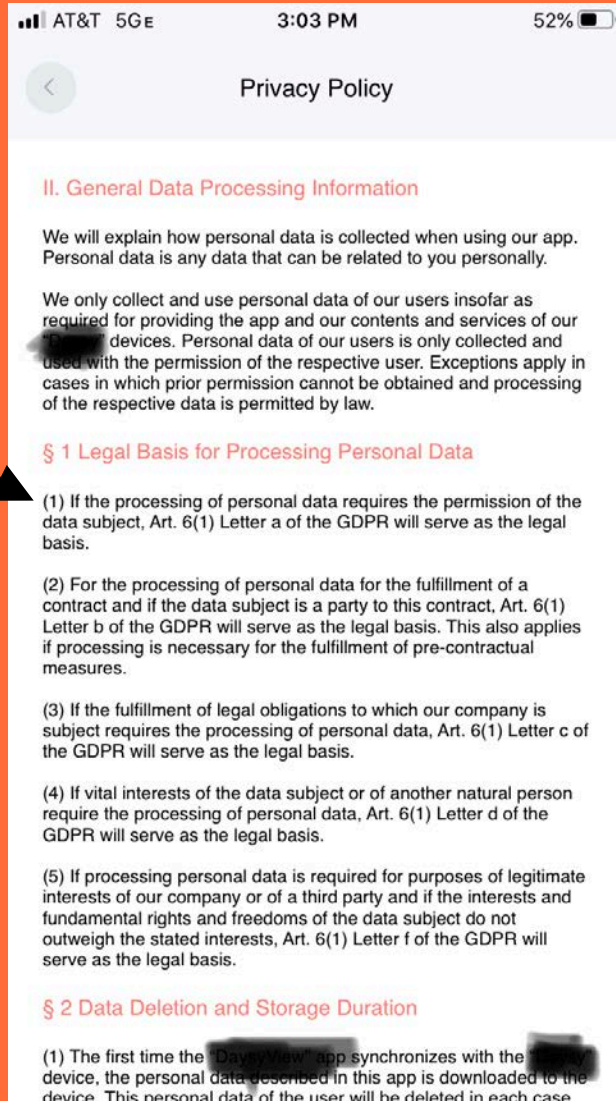 AT&T 5GE 3:03 PM 52%
Privacy Policy
II. General Data Processing Information
We will explain how personal data is collected when using our app.
Personal data is any data that can be related to you personally.
We only collect and use personal data of our users insofar as
required for providing the app and our contents and services of our
devices. Personal data of our users is only collected and
used with the permission of the respective user. Exceptions apply in
cases in which prior permission cannot be obtained and processing
of the respective data is permitted by law.
§ 1 Legal Basis for Processing Personal Data
(1) If the processing of personal data requires the permission of the
data subject, Art. 6(1) Letter a of the GDPR will serve as the legal
basis.
(2) For the processing of personal data for the fulfillment of a
contract and if the data subject is a party to this contract, Art. 6(1)
Letter b of the GDPR will serve as the legal basis. This also applies
if processing is necessary for the fulfillment of pre-contractual
measures.
(3) If the fulfillment of legal obligations to which our company is
subject requires the processing of personal data, Art. 6(1) Letter c of
the GDPR will serve as the legal basis.
(4) If vital interests of the data subject or of another natural person
require the processing of personal data, Art. 6(1) Letter d of the
GDPR will serve as the legal basis.
(5) If processing personal data is required for purposes of legitimate
interests of our company or of a third party and if the interests and
fundamental rights and freedoms of the data subject do not
outweigh the stated interests, Art. 6(1) Letter f of the GDPR will
serve as the legal basis.
§ 2 Data Deletion and Storage Duration
(1) The first time the app synchronizes with the
device, the personal data described in this app is downloaded to the
device. This personal data of the user will be deleted in each case